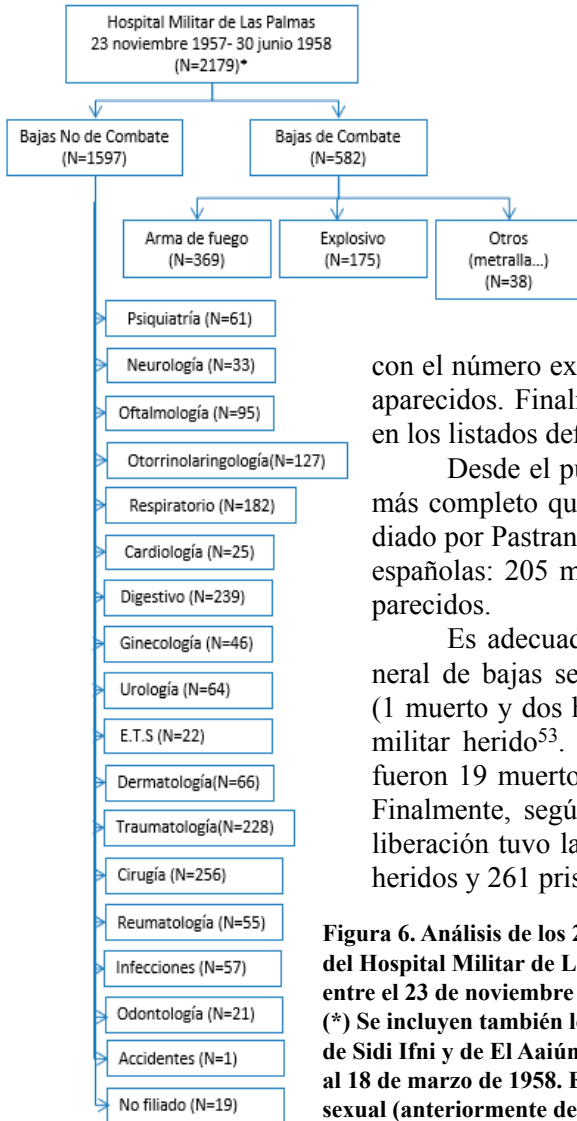 Hospital Militar de Las Palmas
23 noviembre 1957- 30 junio 1958
(N=2179)*
Bajas No de Combate
(N=1597)
Bajas de Combate
(N=582)
Arma de fuego
(N=369)
Explosivo
(N=175)
Otros
(metralla...)
(N=38)
Psiquiatría (N=61)
Neurología (N=33)
Oftalmología (N=95)
Otorrinolaringología(N=127)
Respiratorio (N=182)
Cardiología (N=25)
Digestivo (N=239)
Ginecología (N=46)
Urología (N=64)
E.T.S (N=22)
Dermatología(N=66)
Traumatología(N=228)
Cirugía (N=256)
Reumatología (N=55)
Infecciones (N=57)
Odontología (N=21)
Accidentes (N=1)
No filiado (N=19)
con el número ex
aparecidos. Final
en los listados def
Desde el pu
más completo qu
diado por Pastran
españolas: 205 m
parecidos.
Es adecuad
neral de bajas se
(1 muerto y dos h
militar herido53.
fueron 19 muerto
Finalmente, segú
liberación tuvo la
heridos y 261 pris
Figura 6. Análisis de los 2
del Hospital Militar de L
entre el 23 de noviembre
(*) Se incluyen también lo
de Sidi Ifni y de El Aaiún
al 18 de marzo de 1958. E
sexual (anteriormente de